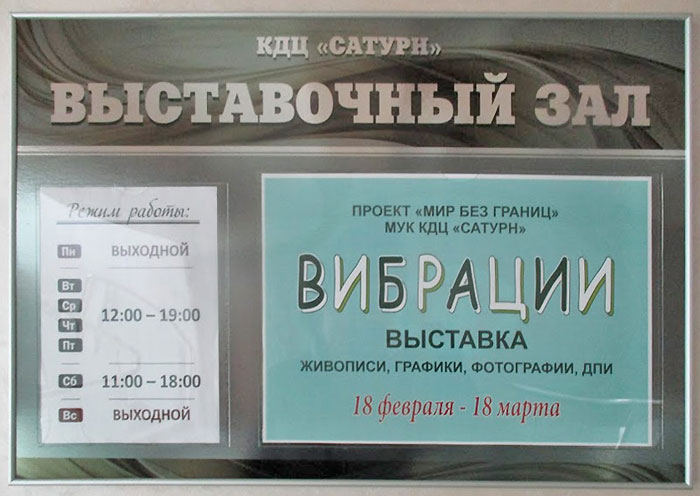 КДЦ «САТУРН»
ВЫСТАВОЧНЫЙ ЗАЛ
Режим работы:
Пн ВЫХОДНОЙ
Вт
Ср
12:00 – 19:00
Чт
Пт
Сб 11:00 – 18:00
Вс ВЫХОДНОЙ
ПРОЕКТ «МИР БЕЗ ГРАНИЦ»
МУК КДЦ «САТУРН»
ВИБРАЦИИ
ВЫСТАВКА
ЖИВОПИСИ, ГРАФИКИ, ФОТОГРАФИИ, ДПИ
18 февраля - 18 марта